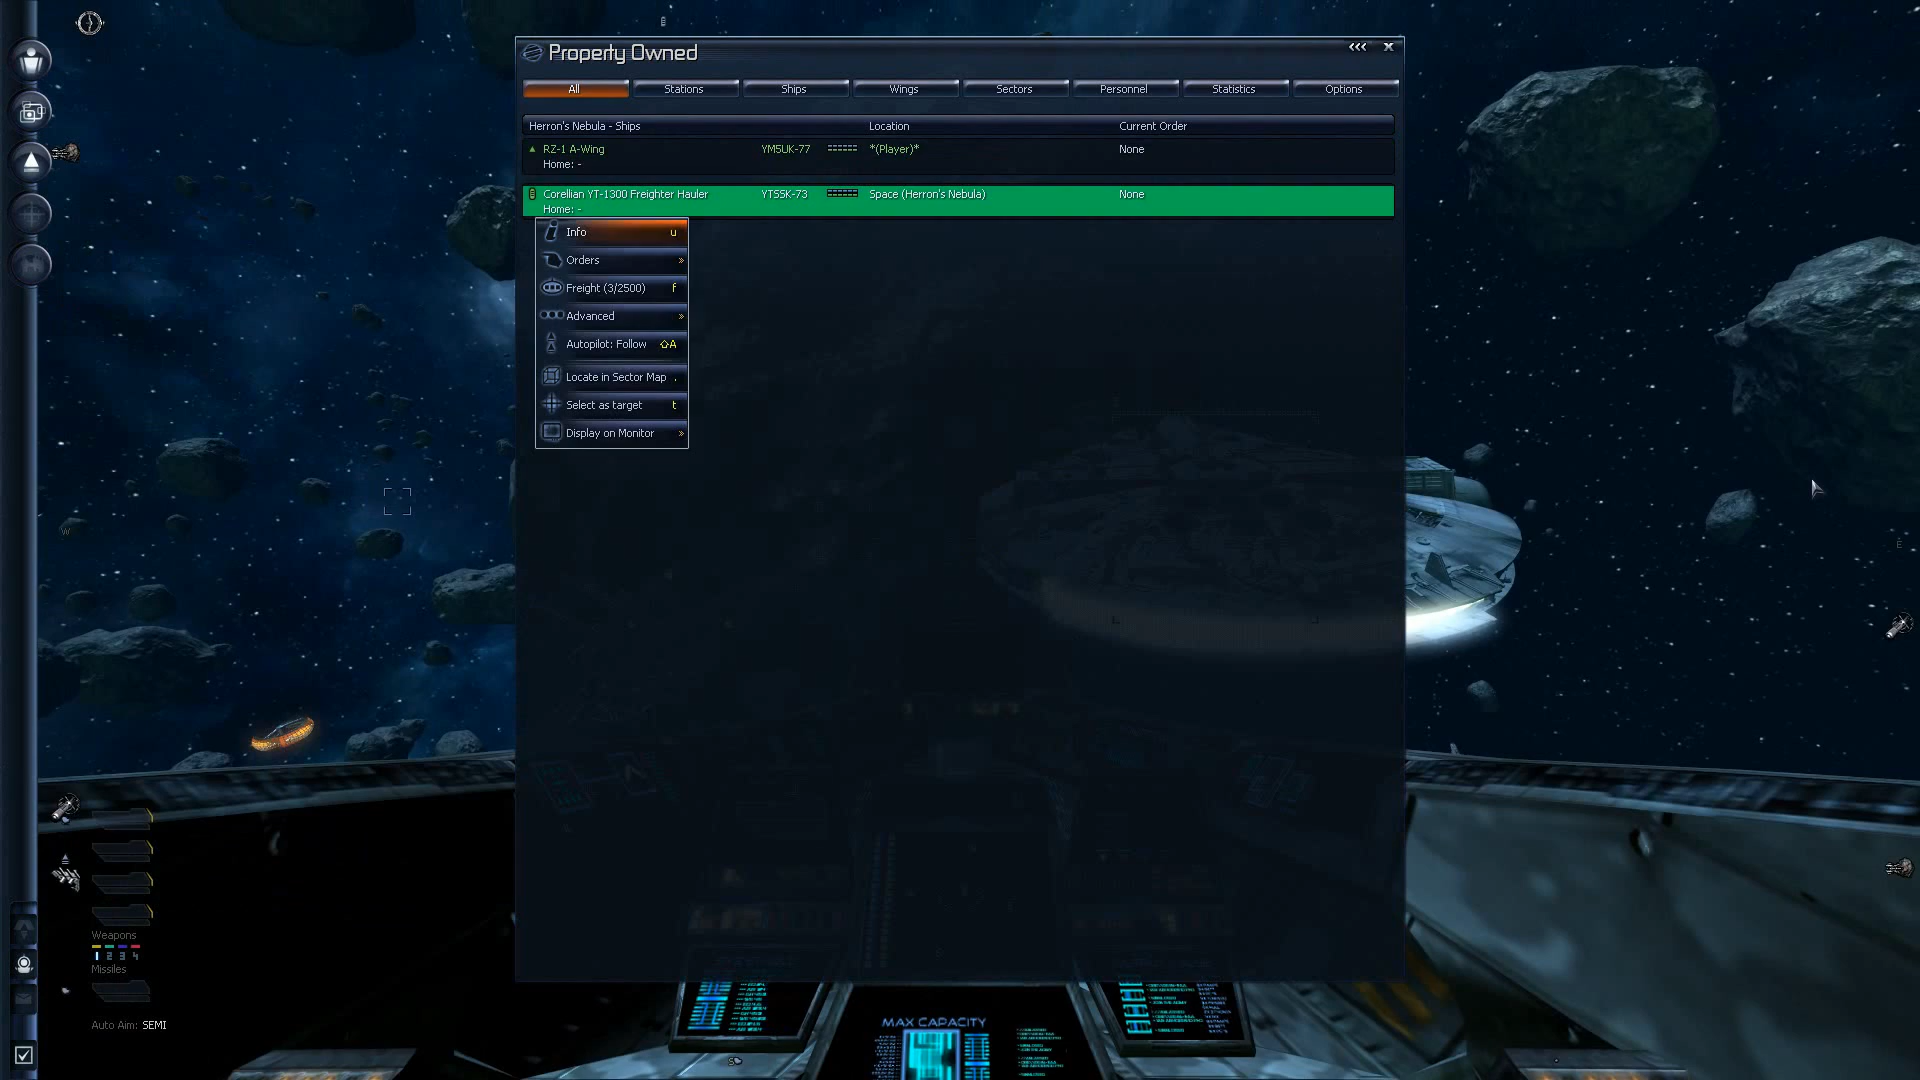 Property Owned
All
Stations
Ships
Wings
Sectors
Personnel
Statistics
Options
Herron's Nebula - Ships
Location
Current Order
RZ-1 A-Wing
YM5UK-77
*(Player)*
None
Home: -
Corellian YT-1300 Freighter Hauler
YTSSK-73
Space (Herron's Nebula)
None
Home: -
Info u
Orders »
Freight (3/2500) f
Advanced »
Autopilot: Follow A
Locate in Sector Map .
Select as target t
Display on Monitor »
W
E
Weapons
1 2 3 4
Missiles
Auto Aim: SEMI
MAX CAPACITY